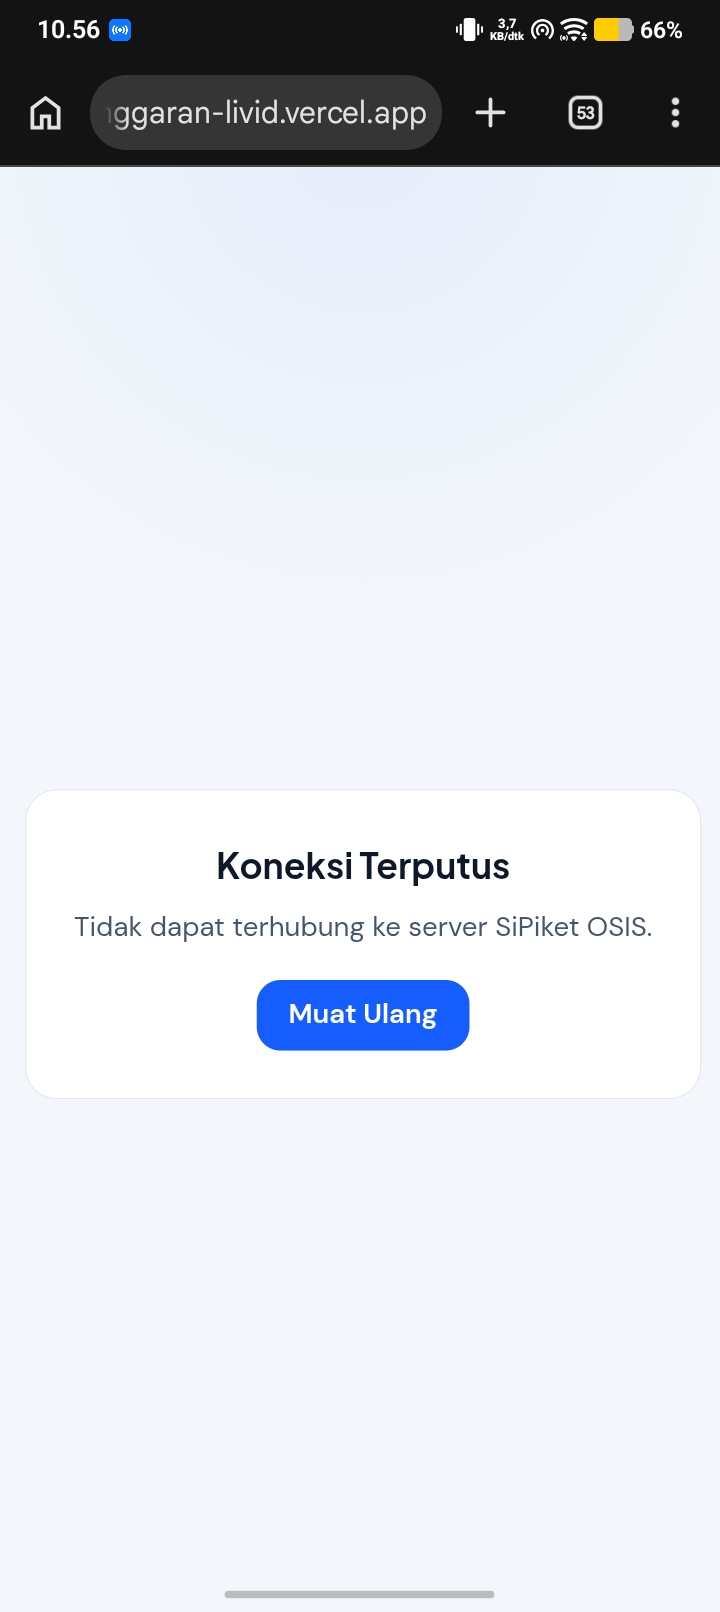 10.56
3,7
KB/dtk
66%
ggaran-livid.vercel.app
53
Koneksi Terputus
Tidak dapat terhubung ke server SiPiket OSIS.
Muat Ulang